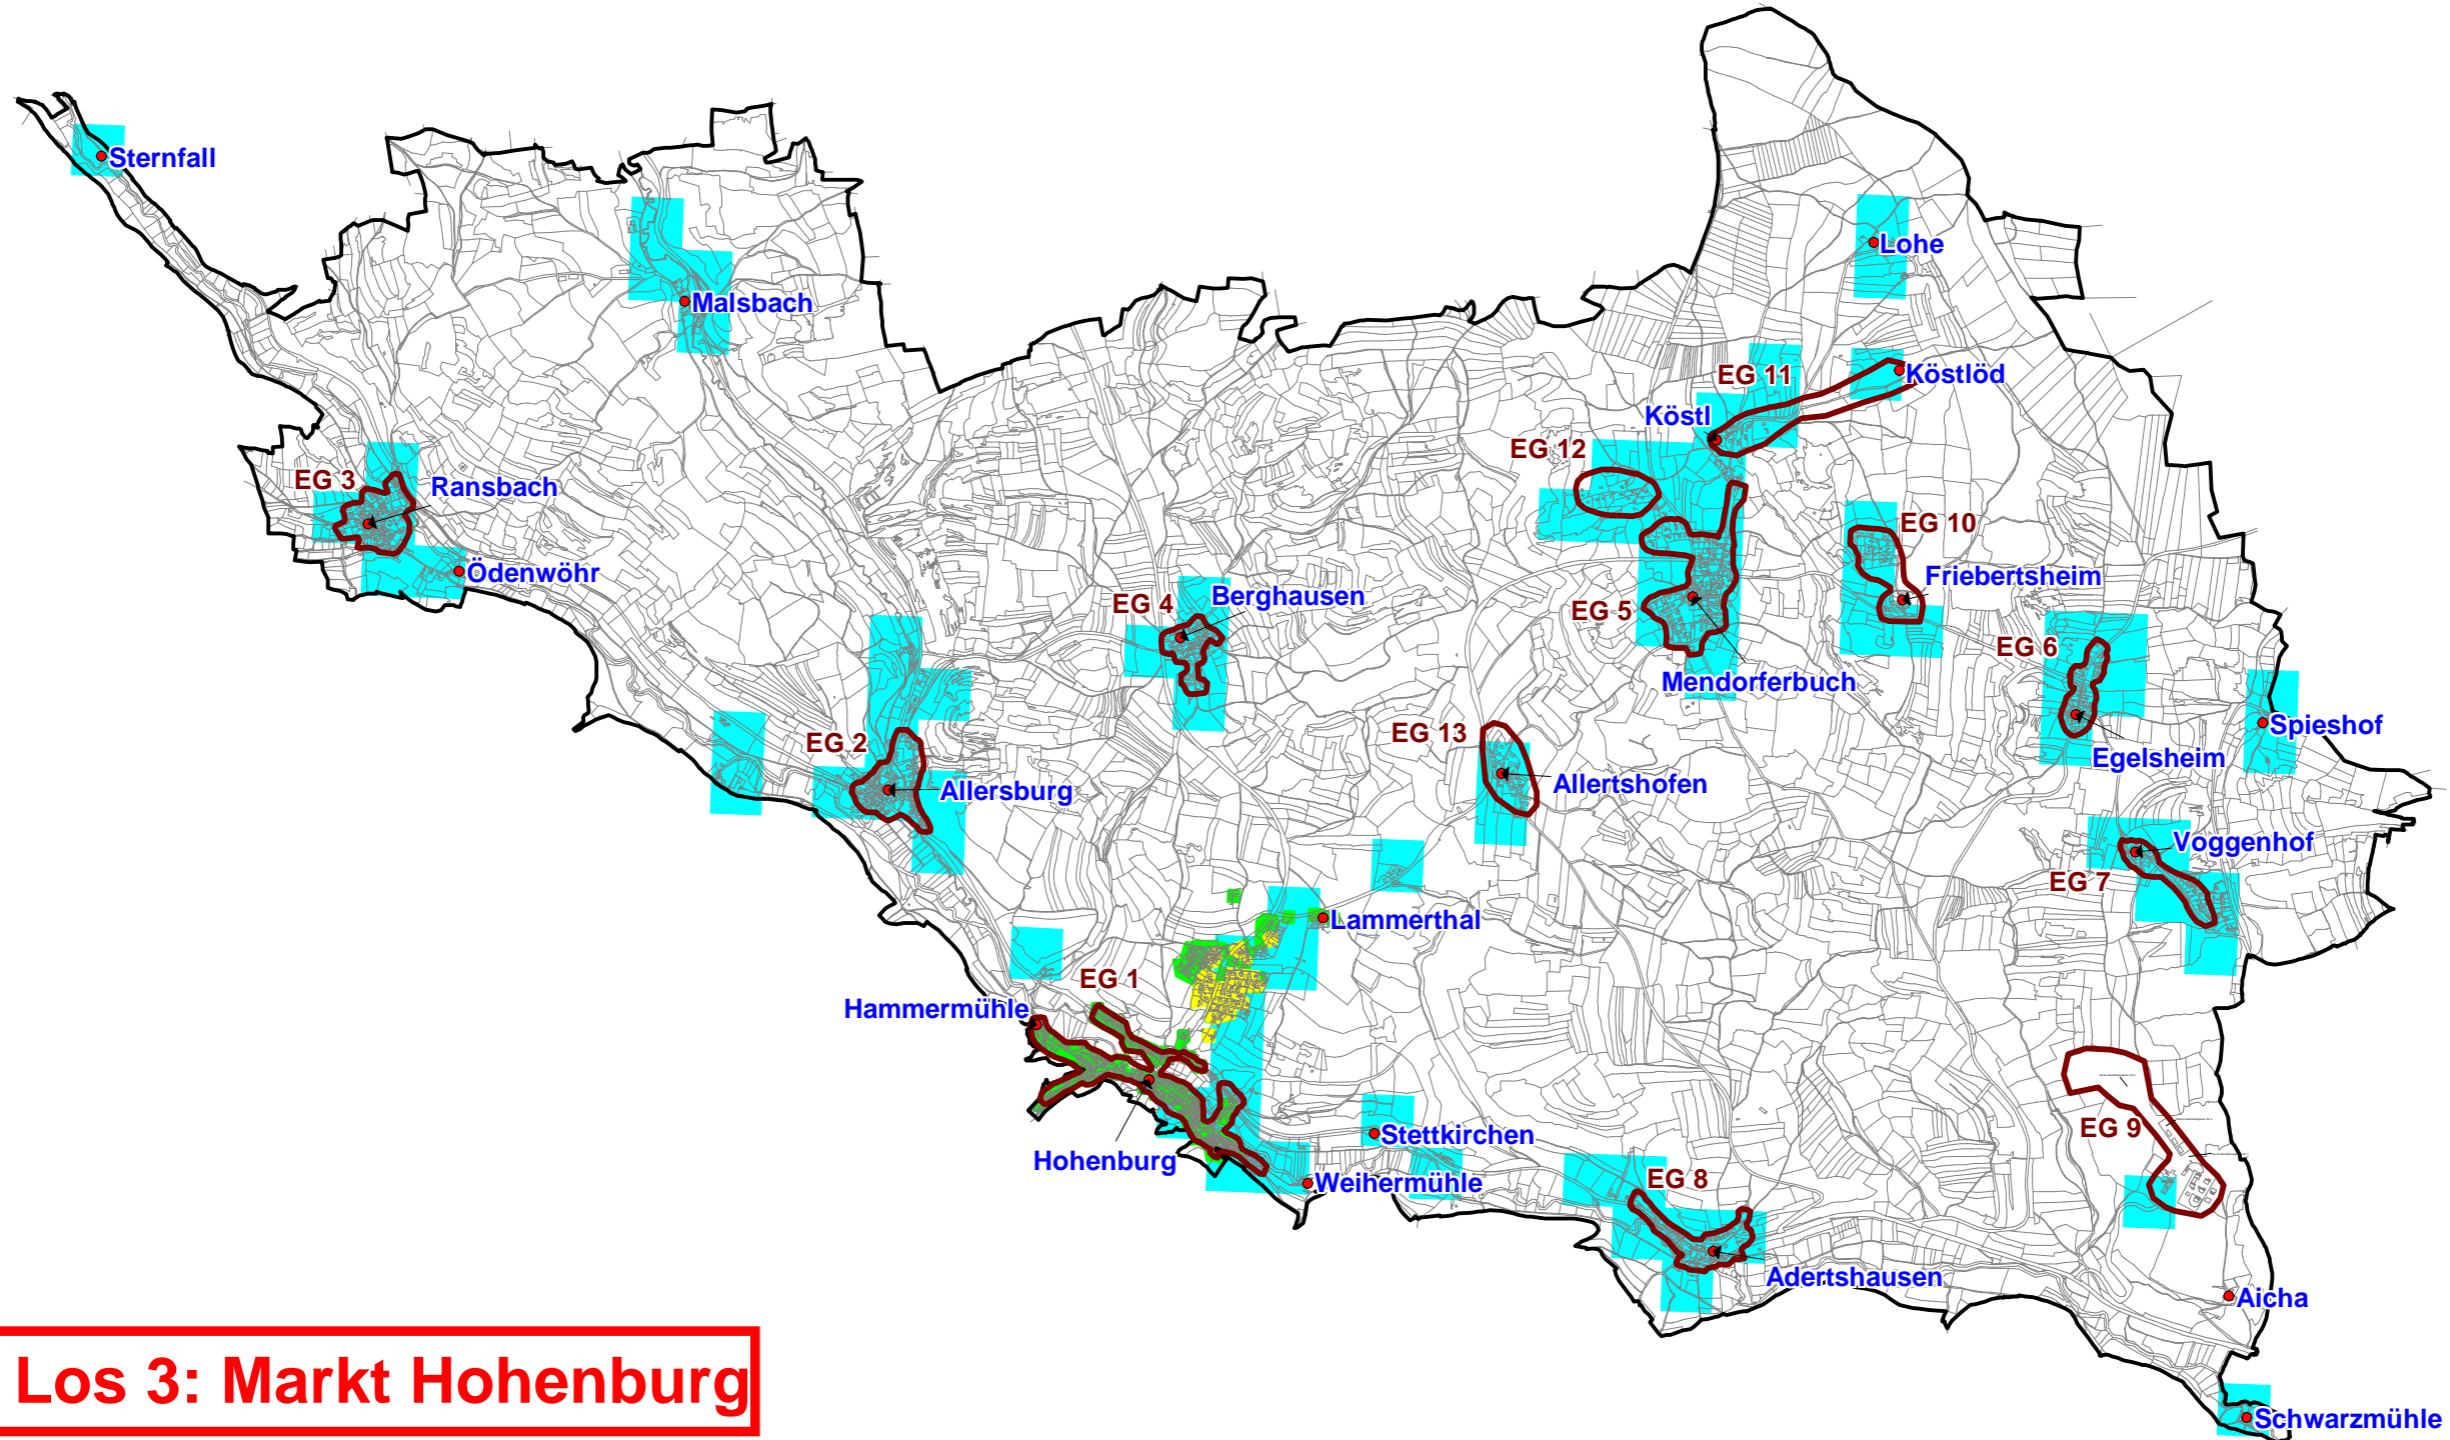 Sternfall
Malsbach
Lohe
EG 11
Köstlöd
Köstl
EG 12
EG 3
Ransbach
Ödenwöhr
EG 10
Friebertsheim
EG 4
Berghausen
EG 5
Mendorferbuch
EG 6
Egelsheim
Spieshof
EG 2
Allersburg
EG 13
Allertshofen
Voggenhof
EG 7
Lammerthal
EG 1
Hammermühle
Hohenburg
Stettkirchen
Weihermühle
EG 8
Adertshausen
EG 9
Aicha
Schwarzmühle
Los 3: Markt Hohenburg